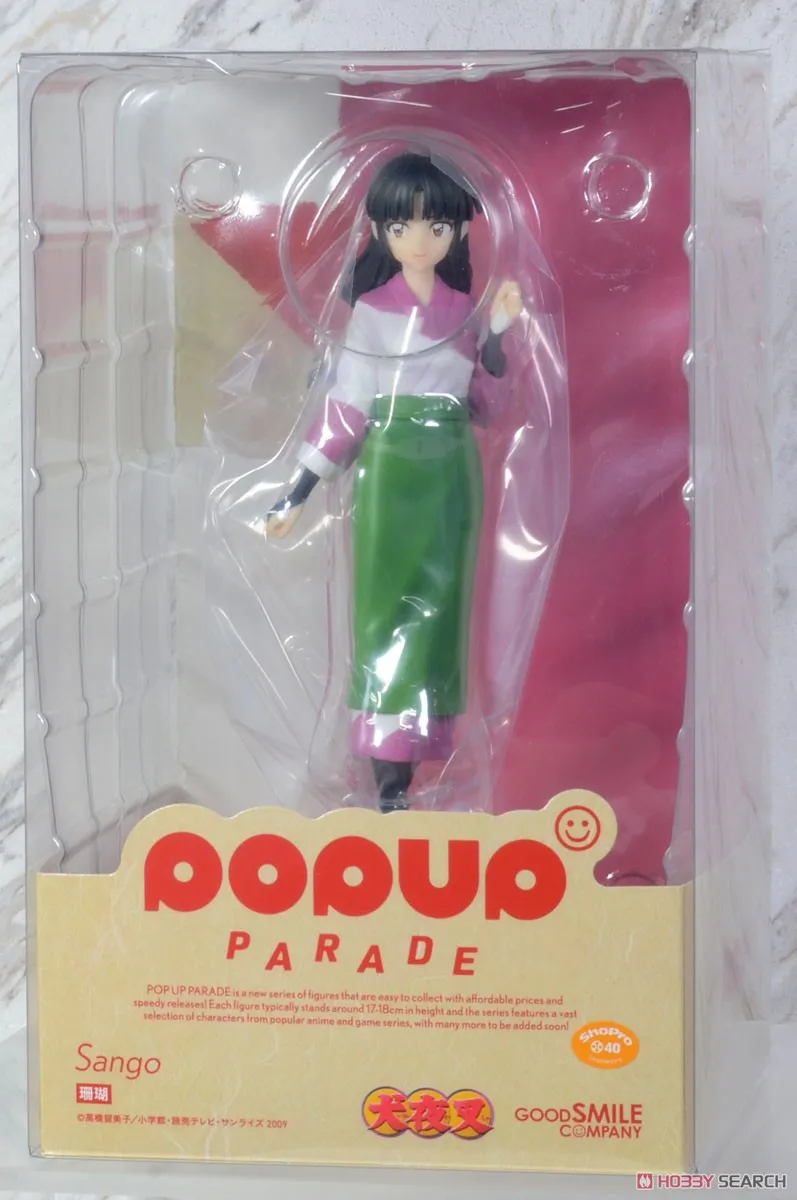 POPUP
PARADE
POP UP PARADE is a new series of figures that are easy to collect with affordable prices and
speedy releases! Each figure typically stands around 17-18cm in height and the series features a vast
selection of characters from popular anime and game series, with many more to be added soon!
ShoPro
40
Sango
珊瑚
©高橋留美子／小学館・読売テレビ・サンライズ 2009
犬夜叉
GOOD SMILE
COMPANY
HOBBY SEARCH